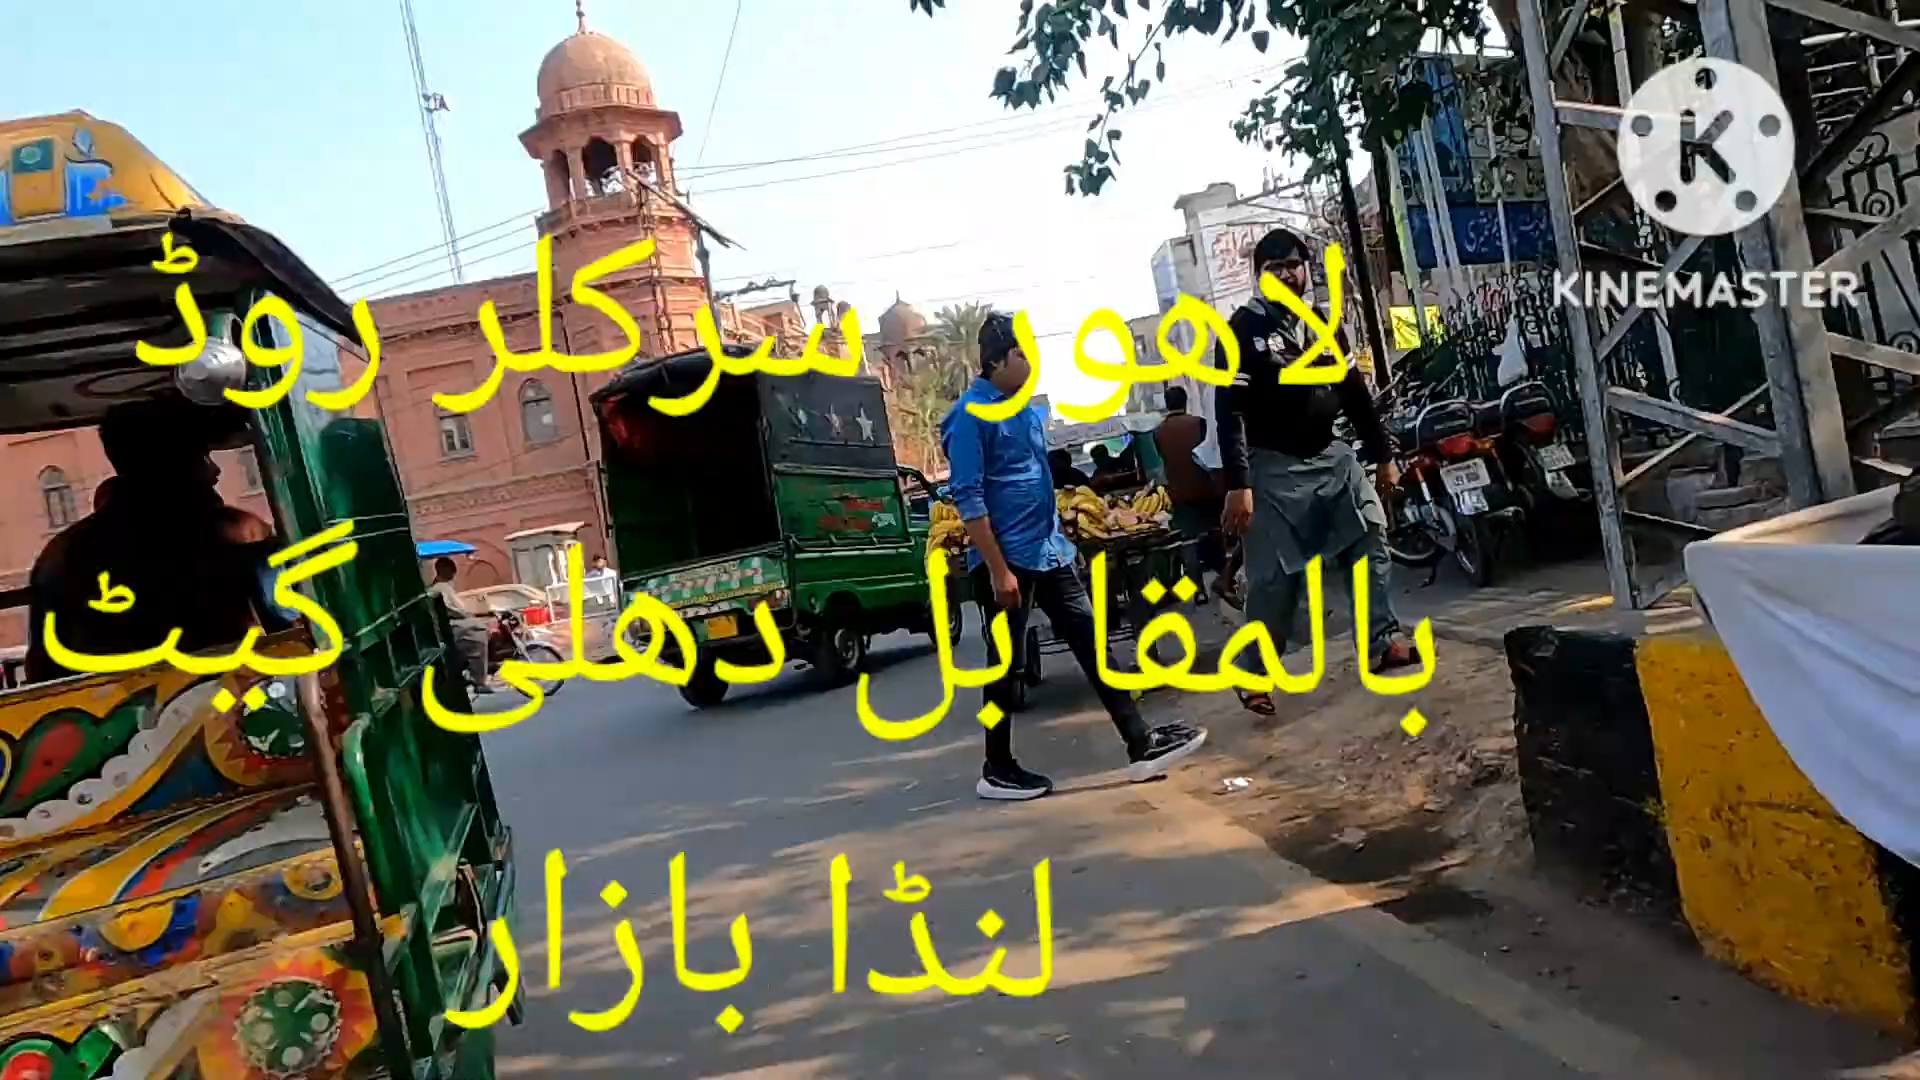 K
KINEMASTER
لاھور سرکلر روڈ
بالمقابل دھلی گیٹ
لنڈا بازار